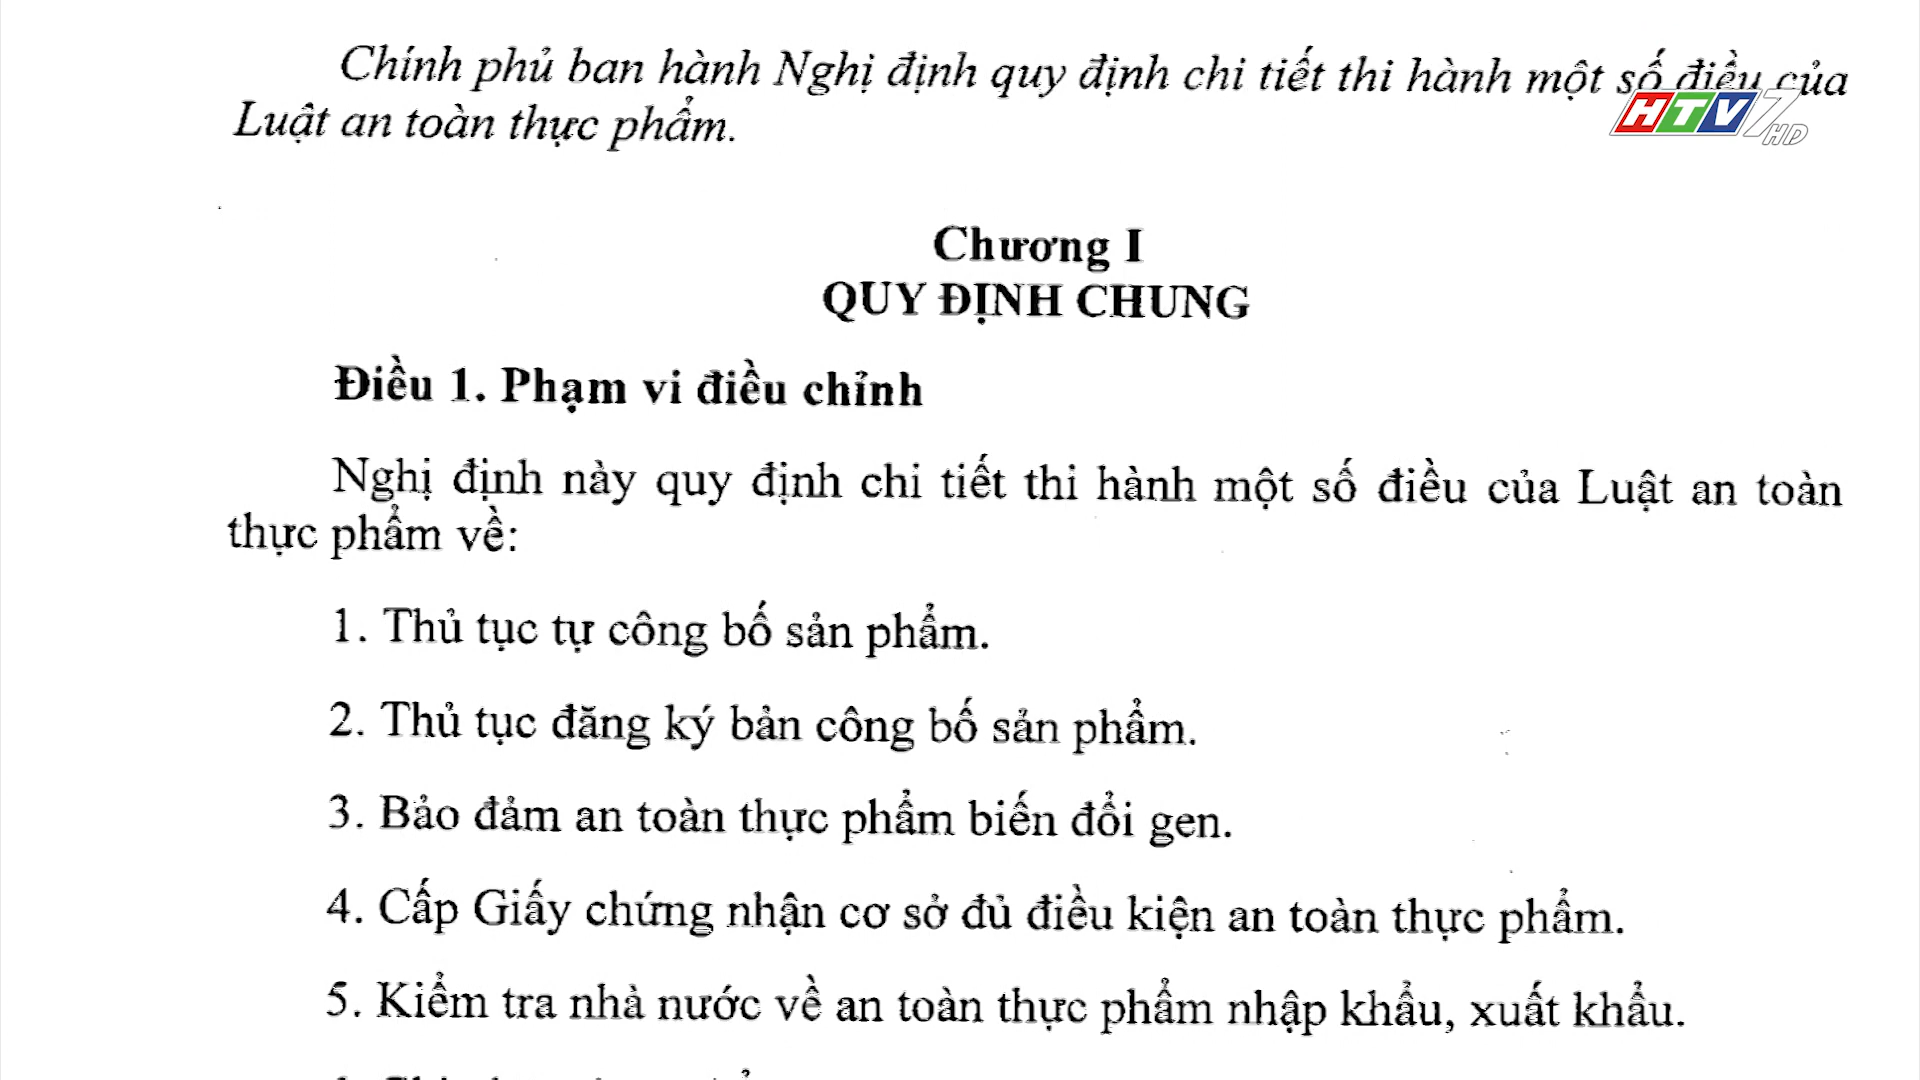 Chính phủ ban hành Nghị định quy định chi tiết thi hành một số điều của
Luật an toàn thực phẩm.
HTV7
HD
Chương I
QUY ĐỊNH CHUNG
Điều 1. Phạm vi điều chỉnh
Nghị định này quy định chi tiết thi hành một số điều của Luật an toàn
thực phẩm về:
1. Thủ tục tự công bố sản phẩm.
2. Thủ tục đăng ký bản công bố sản phẩm.
3. Bảo đảm an toàn thực phẩm biến đổi gen.
4. Cấp Giấy chứng nhận cơ sở đủ điều kiện an toàn thực phẩm.
5. Kiểm tra nhà nước về an toàn thực phẩm nhập khẩu, xuất khẩu.